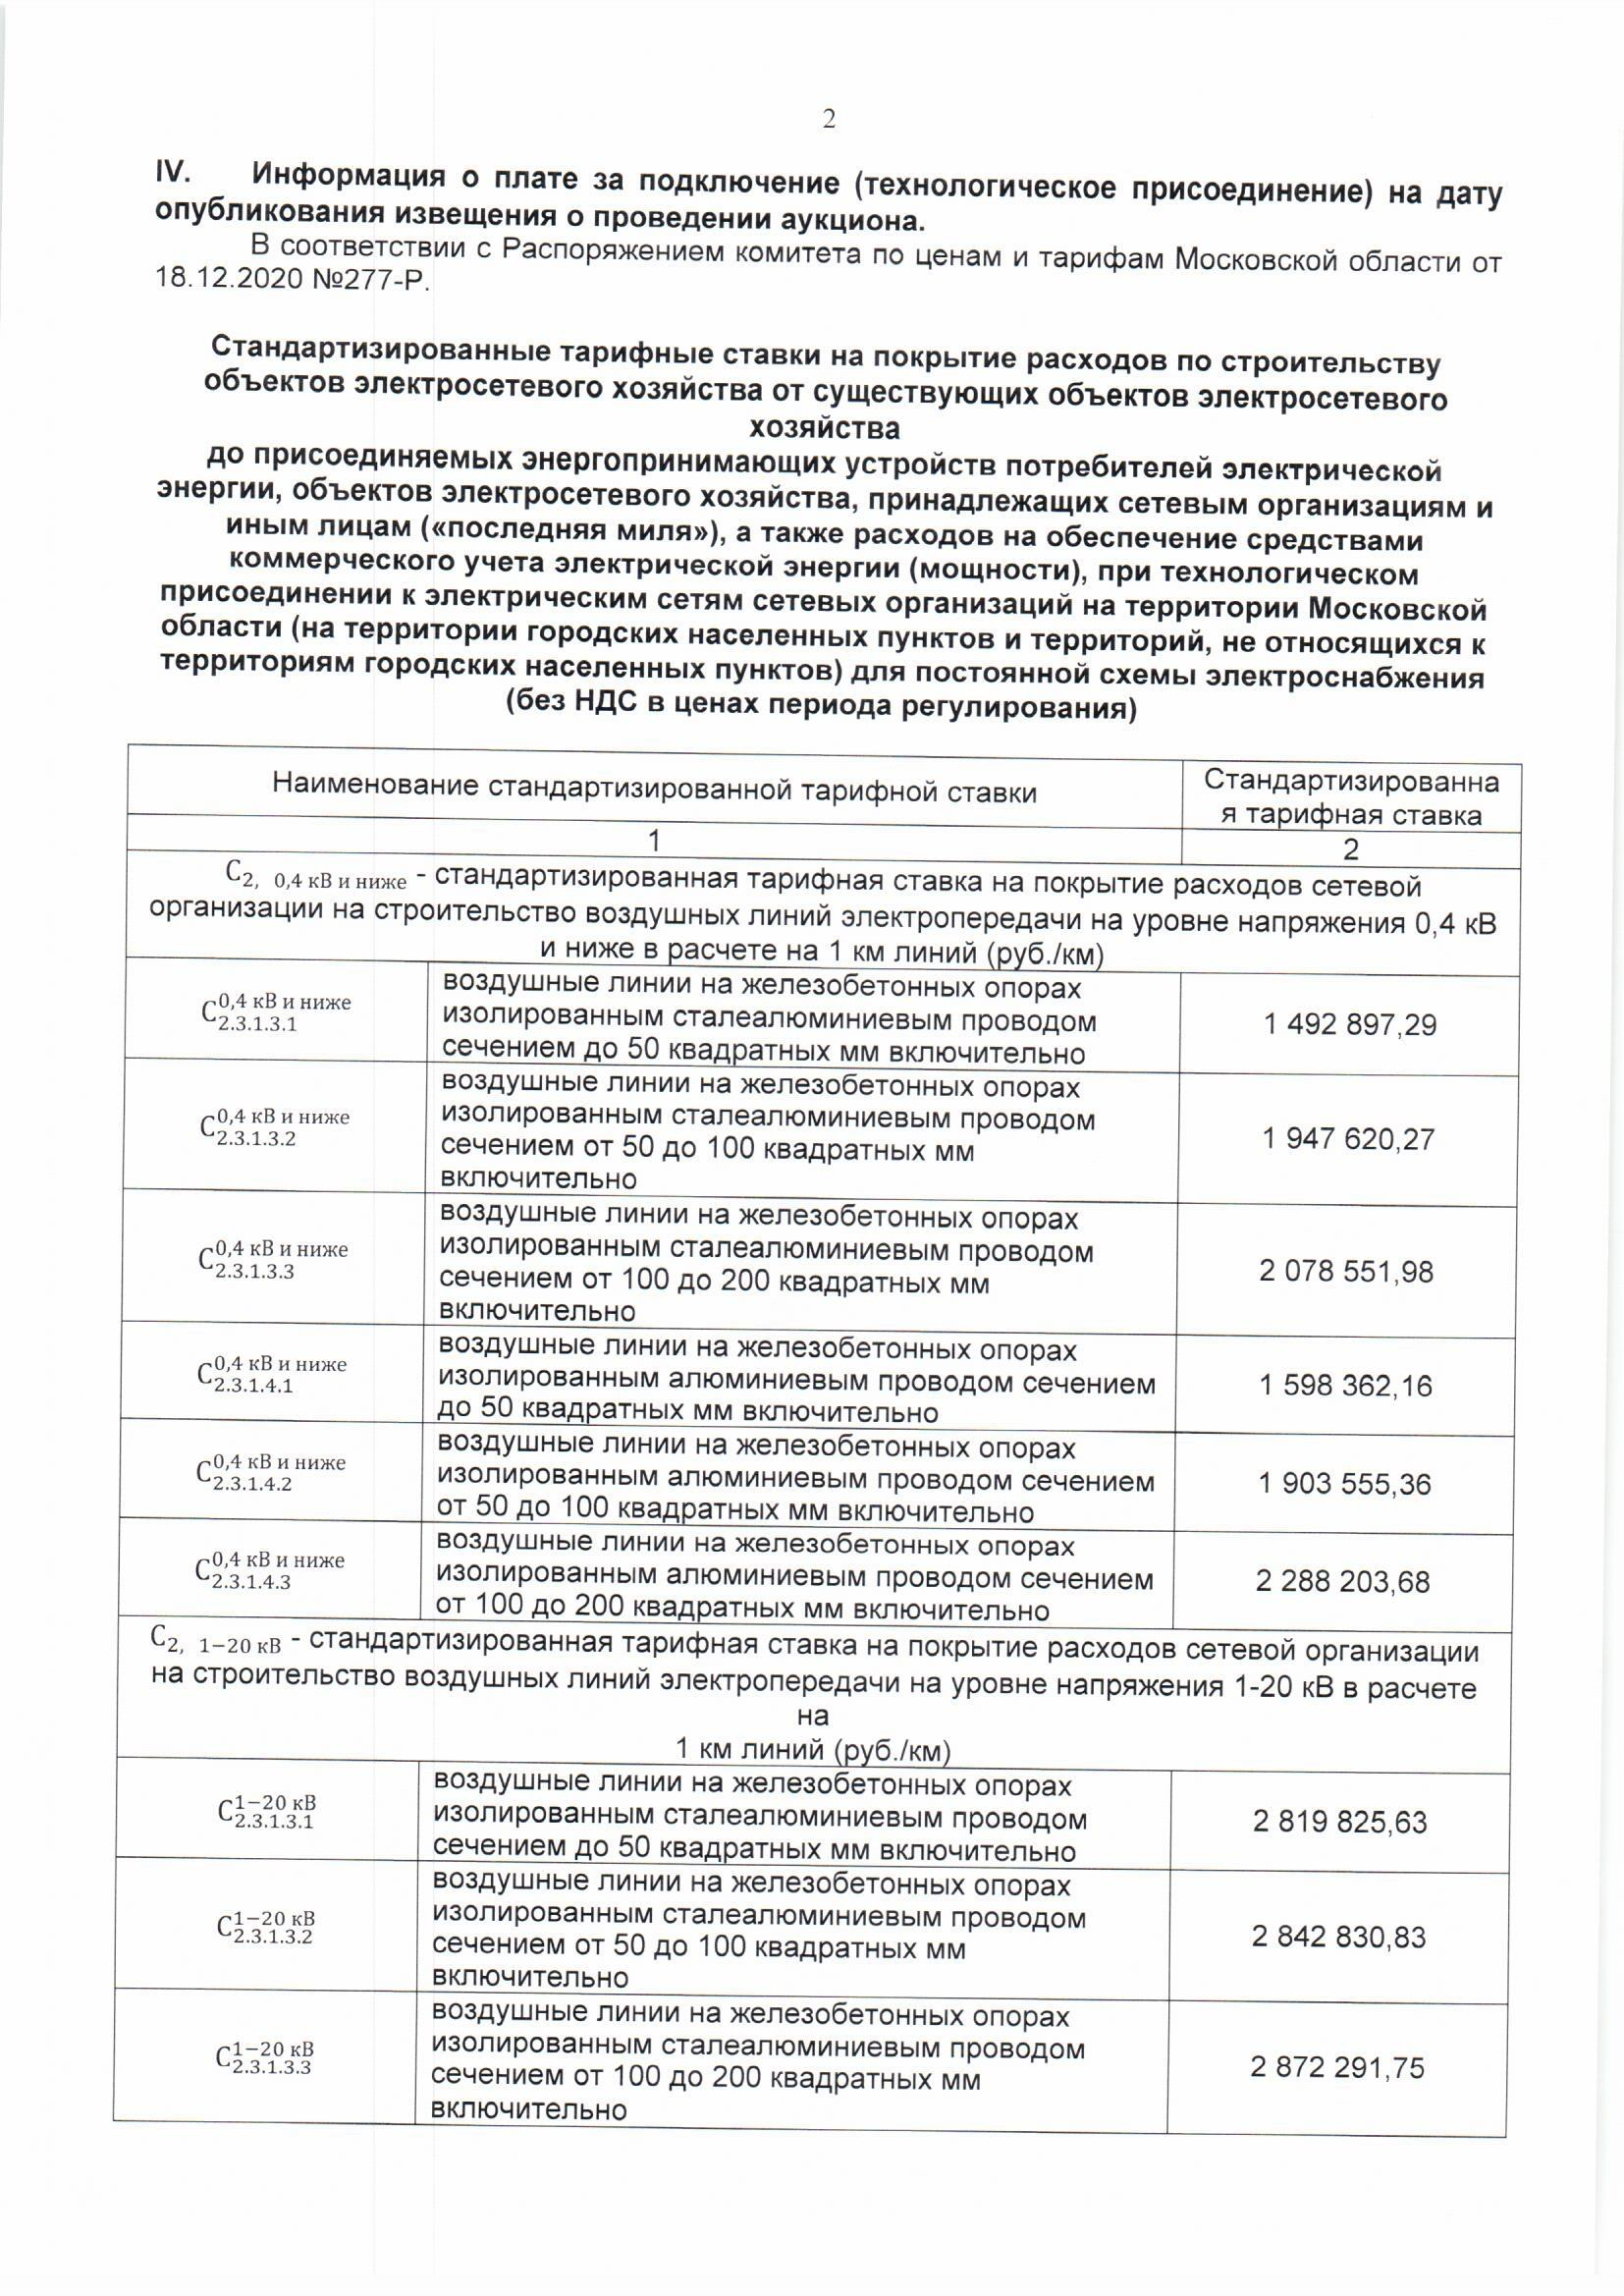 2
IV. Информация о плате за подключение (технологическое присоединение) на дату
опубликования извещения о проведении аукциона.
В соответствии с Распоряжением комитета по ценам и тарифам Московской области от
18.12.2020 №277-Р.
Стандартизированные тарифные ставки на покрытие расходов по строительству
объектов электросетевого хозяйства от существующих объектов электросетевого
хозяйства
до присоединяемых энергопринимающих устройств потребителей электрической
энергии, объектов электросетевого хозяйства, принадлежащих сетевым организациям и
иным лицам («последняя миля»), а также расходов на обеспечение средствами
коммерческого учета электрической энергии (мощности), при технологическом
присоединении к электрическим сетям сетевых организаций на территории Московской
области (на территории городских населенных пунктов и территорий, не относящихся к
территориям городских населенных пунктов) для постоянной схемы электроснабжения
(без НДС в ценах периода регулирования)
Наименование стандартизированной тарифной ставки
Стандартизированна
я тарифная ставка
1
2
С2, 0,4 кВ и ниже - стандартизированная тарифная ставка на покрытие расходов сетевой
организации на строительство воздушных линий электропередачи на уровне напряжения 0,4 кВ
и ниже в расчете на 1 км линий (руб./км)
С 0,4 кВ и ниже 2.3.1.3.1
воздушные линии на железобетонных опорах
изолированным сталеалюминиевым проводом
сечением до 50 квадратных мм включительно
1 492 897,29
С 0,4 кВ и ниже 2.3.1.3.2
воздушные линии на железобетонных опорах
изолированным сталеалюминиевым проводом
сечением от 50 до 100 квадратных мм
включительно
1 947 620,27
С 0,4 кВ и ниже 2.3.1.3.3
воздушные линии на железобетонных опорах
изолированным сталеалюминиевым проводом
сечением от 100 до 200 квадратных мм
включительно
2 078 551,98
С 0,4 кВ и ниже 2.3.1.4.1
воздушные линии на железобетонных опорах
изолированным алюминиевым проводом сечением
до 50 квадратных мм включительно
1 598 362,16
С 0,4 кВ и ниже 2.3.1.4.2
воздушные линии на железобетонных опорах
изолированным алюминиевым проводом сечением
от 50 до 100 квадратных мм включительно
1 903 555,36
С 0,4 кВ и ниже 2.3.1.4.3
воздушные линии на железобетонных опорах
изолированным алюминиевым проводом сечением
от 100 до 200 квадратных мм включительно
2 288 203,68
С2, 1–20 кВ - стандартизированная тарифная ставка на покрытие расходов сетевой организации
на строительство воздушных линий электропередачи на уровне напряжения 1-20 кВ в расчете
на
1 км линий (руб./км)
С 1–20 кВ 2.3.1.3.1
воздушные линии на железобетонных опорах
изолированным сталеалюминиевым проводом
сечением до 50 квадратных мм включительно
2 819 825,63
С 1–20 кВ 2.3.1.3.2
воздушные линии на железобетонных опорах
изолированным сталеалюминиевым проводом
сечением от 50 до 100 квадратных мм
включительно
2 842 830,83
С 1–20 кВ 2.3.1.3.3
воздушные линии на железобетонных опорах
изолированным сталеалюминиевым проводом
сечением от 100 до 200 квадратных мм
включительно
2 872 291,75